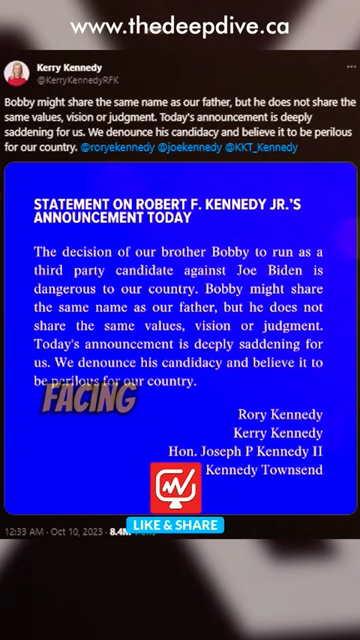 www.thedeepdive.ca
Kerry Kennedy
@KerryKennedyRFK
Bobby might share the same name as our father, but he does not share the
same values, vision or judgment. Today's announcement is deeply
saddening for us. We denounce his candidacy and believe it to be perilous
for our country. @roryekennedy @joekennedy @KKT_Kennedy
STATEMENT ON ROBERT F. KENNEDY JR.'S
ANNOUNCEMENT TODAY
The decision of our brother Bobby to run as a
third party candidate against Joe Biden is
dangerous to our country. Bobby might share
the same name as our father, but he does not
share the same values, vision or judgment.
Today's announcement is deeply saddening for
us. We denounce his candidacy and believe it to
be perilous for our country.
FACING
Rory Kennedy
Kerry Kennedy
Hon. Joseph P Kennedy II
Kennedy Townsend
LIKE & SHARE
12:33 AM · Oct 10, 2023 · 8.4M